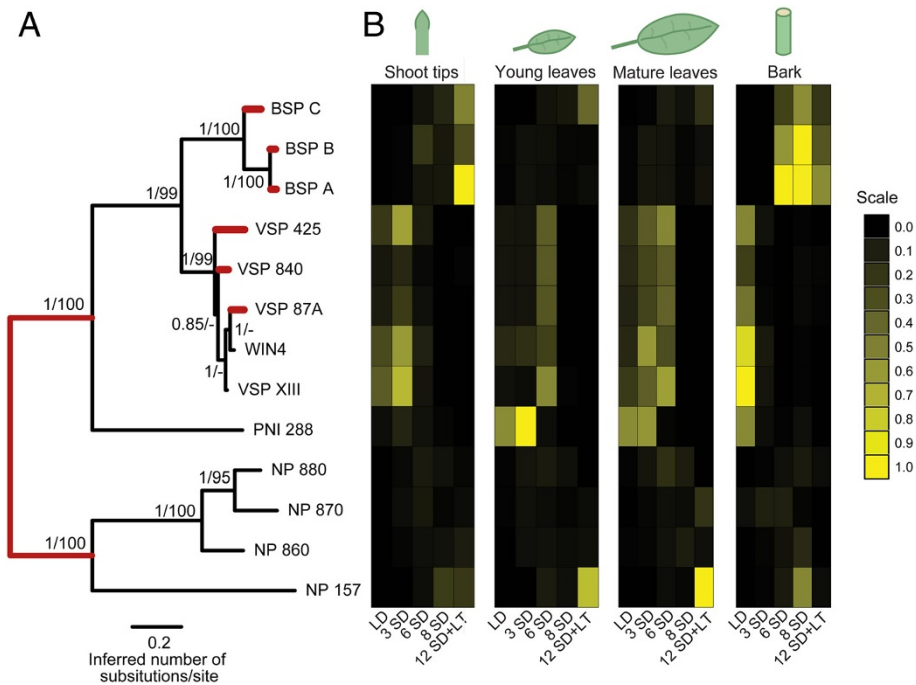 A
B
Shoot tips
Young leaves
Mature leaves
Bark
1/100
BSP C
BSP B
1/100
BSP A
1/99
VSP 425
1/99
VSP 840
1/100
VSP 87A
0.85/-
1/-
WIN4
1/-
VSP XIII
PNI 288
NP 880
1/95
NP 870
1/100
NP 860
1/100
NP 157
0.2
Inferred number of
subsitutions/site
LD
3 SD
6 SD
8 SD
12 SD+LT
LD
3 SD
6 SD
8 SD
12 SD+LT
LD
3 SD
6 SD
8 SD
12 SD+LT
LD
3 SD
6 SD
8 SD
12 SD+LT
Scale
0.0
0.1
0.2
0.3
0.4
0.5
0.6
0.7
0.8
0.9
1.0